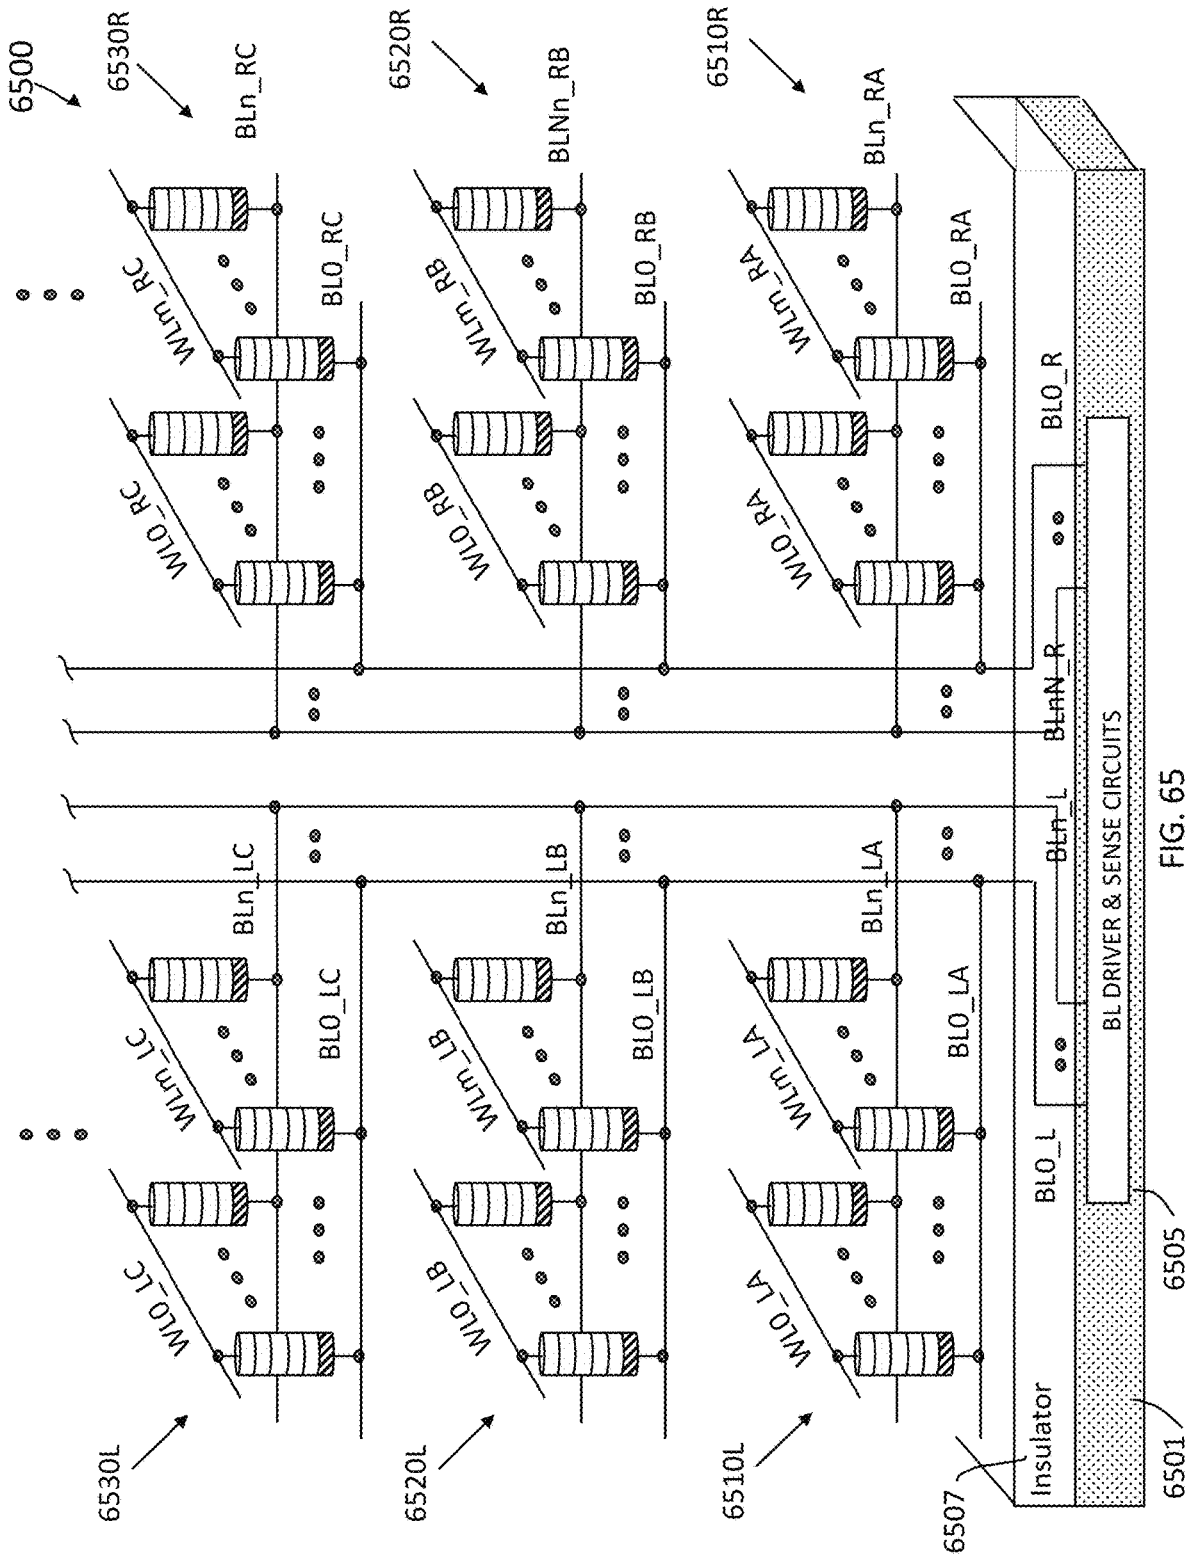 6500
6530L
WL0_LC
WLm_LC
BLn_LC
BL0_LC
WL0_RC
WLm_RC
BLn_RC
BL0_RC
6530R
6520L
WL0_LB
WLm_LB
BLn_LB
BL0_LB
WL0_RB
WLm_RB
BLNn_RB
BL0_RB
6520R
6510L
WL0_LA
WLm_LA
BLn_LA
BL0_LA
WL0_RA
WLm_RA
BLn_RA
BL0_RA
6510R
6507
Insulator
BL0_L
BLn_L
BLnN_R
BL0_R
BL DRIVER & SENSE CIRCUITS
6501
6505
FIG. 65